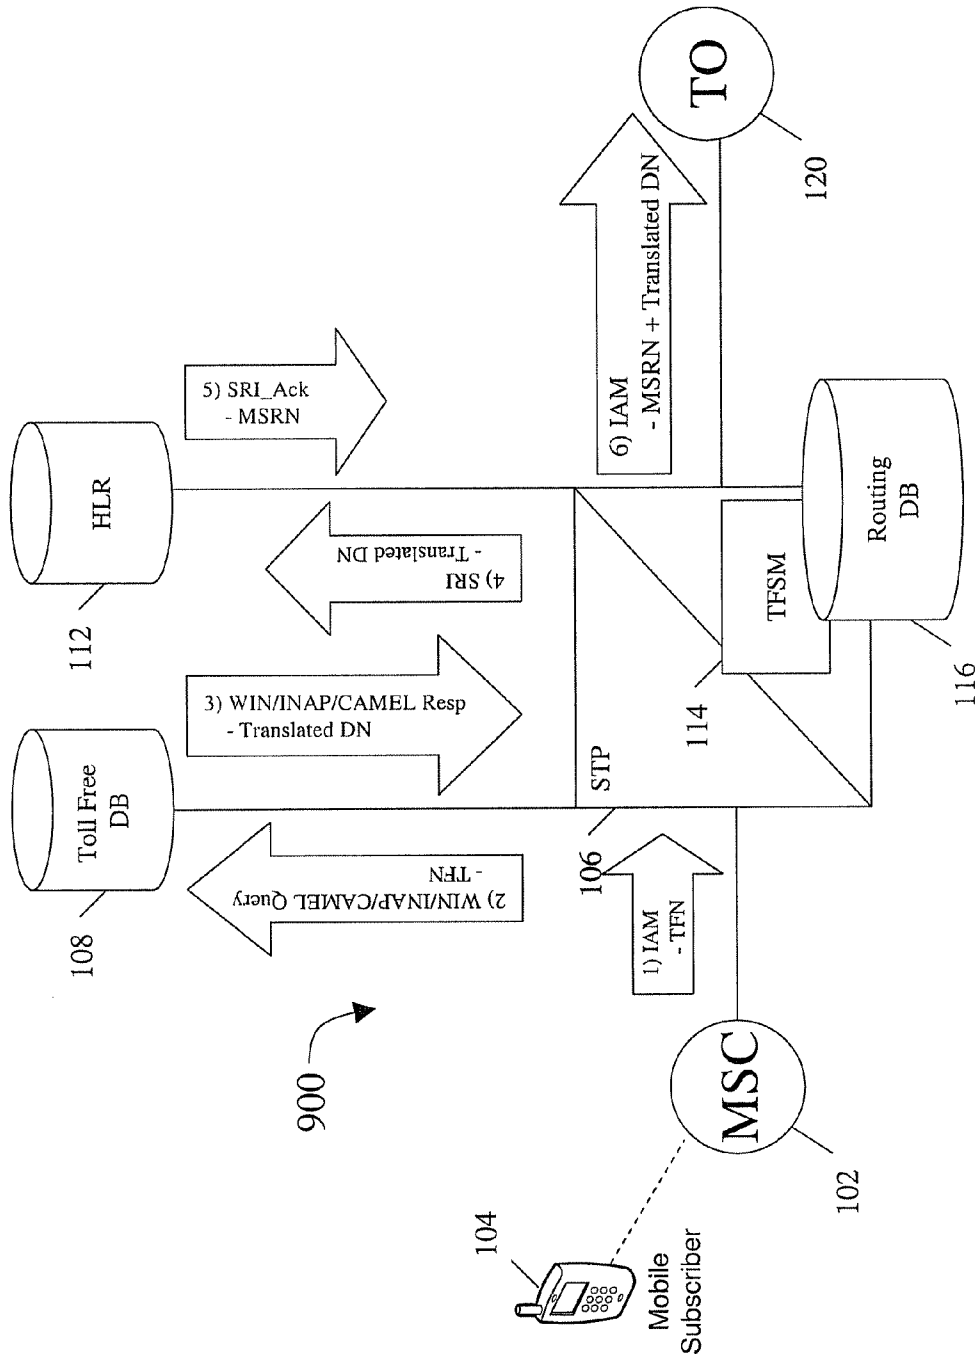 900
108
Toll Free
DB
112
HLR
2) WIN/INAP/CAMEL Query
- TFN
3) WIN/INAP/CAMEL Resp
- Translated DN
4) SRI
- Translated DN
5) SRI_Ack
- MSRN
104
Mobile
Subscriber
MSC
102
1) IAM
- TFN
106
STP
114
TFSM
Routing
DB
116
6) IAM
- MSRN + Translated DN
TO
120